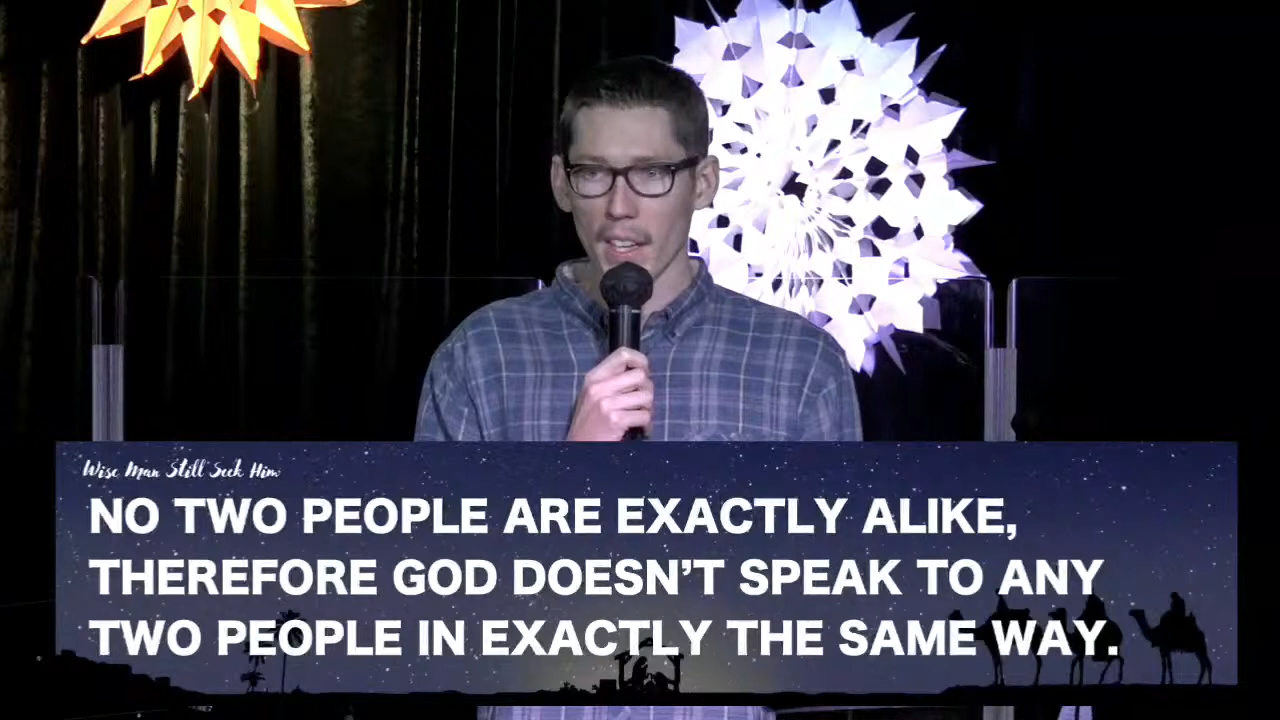 Wise Man Still Seek Him
NO TWO PEOPLE ARE EXACTLY ALIKE,
THEREFORE GOD DOESN'T SPEAK TO ANY
TWO PEOPLE IN EXACTLY THE SAME WAY.